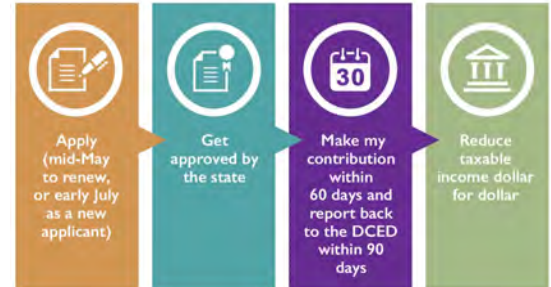 Apply
(mid-May
to renew,
or early July
as a new
applicant)
Get
approved by
the state
30
Make my
contribution
within
60 days and
report back
to the DCED
within 90
days
Reduce
taxable
income dollar
for dollar